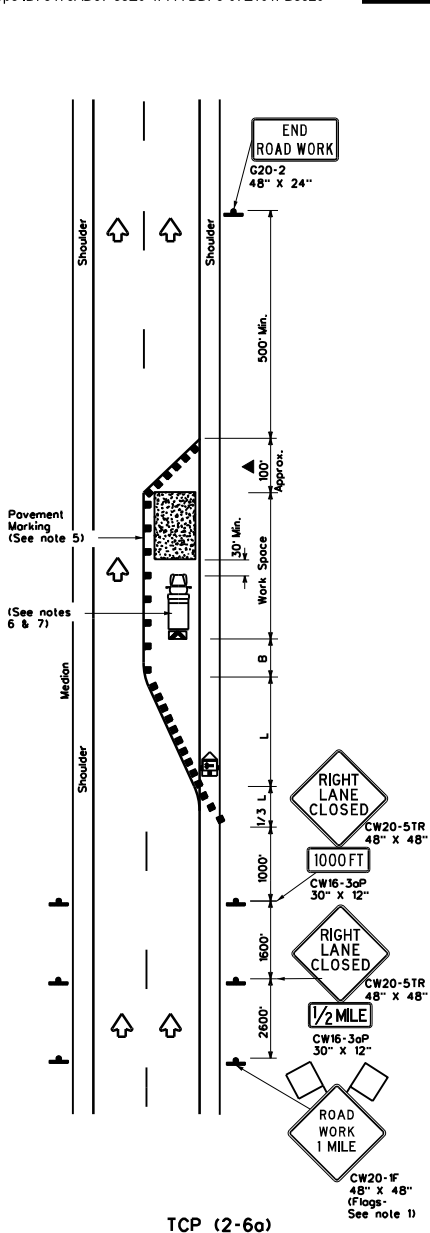 END
ROAD WORK
G20-2
48" X 24"
Shoulder
Shoulder
500' Min.
100'
Approx.
Pavement
Marking
(See note 5)
30' Min.
Work Space
(See notes
6 & 7)
B
Median
L
Shoulder
1/3 L
RIGHT
LANE
CLOSED
CW20-5TR
48" X 48"
1000 FT
CW16-3aP
30" X 12"
1000'
RIGHT
LANE
CLOSED
CW20-5TR
48" X 48"
1600'
1/2 MILE
CW16-3aP
30" X 12"
2600'
ROAD
WORK
1 MILE
CW20-1F
48" X 48"
(Flags-
See note 1)
TCP (2-6a)